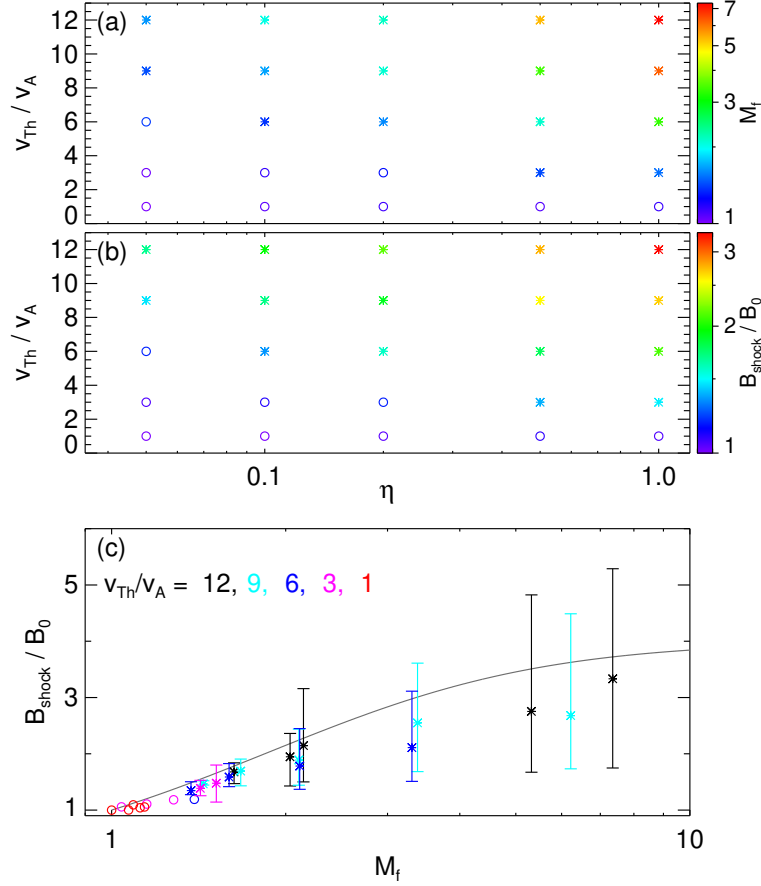 (a)
12
10
8
6
4
2
0
v_Th / v_A
7
5
3
1
M_f
(b)
12
10
8
6
4
2
0
v_Th / v_A
3
2
1
B_shock / B_0
0.1
1.0
η
(c)
v_Th/v_A = 12, 9, 6, 3, 1
5
3
1
B_shock / B_0
1
10
M_f